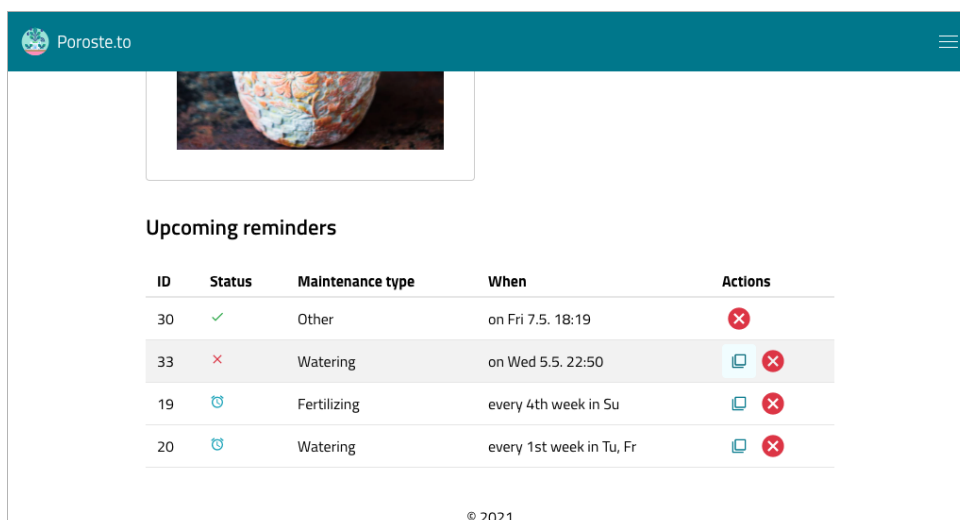 Poroste.to
Upcoming reminders
ID Status Maintenance type When Actions
30 Other on Fri 7.5. 18:19
33 Watering on Wed 5.5. 22:50
19 Fertilizing every 4th week in Su
20 Watering every 1st week in Tu, Fr
© 2021